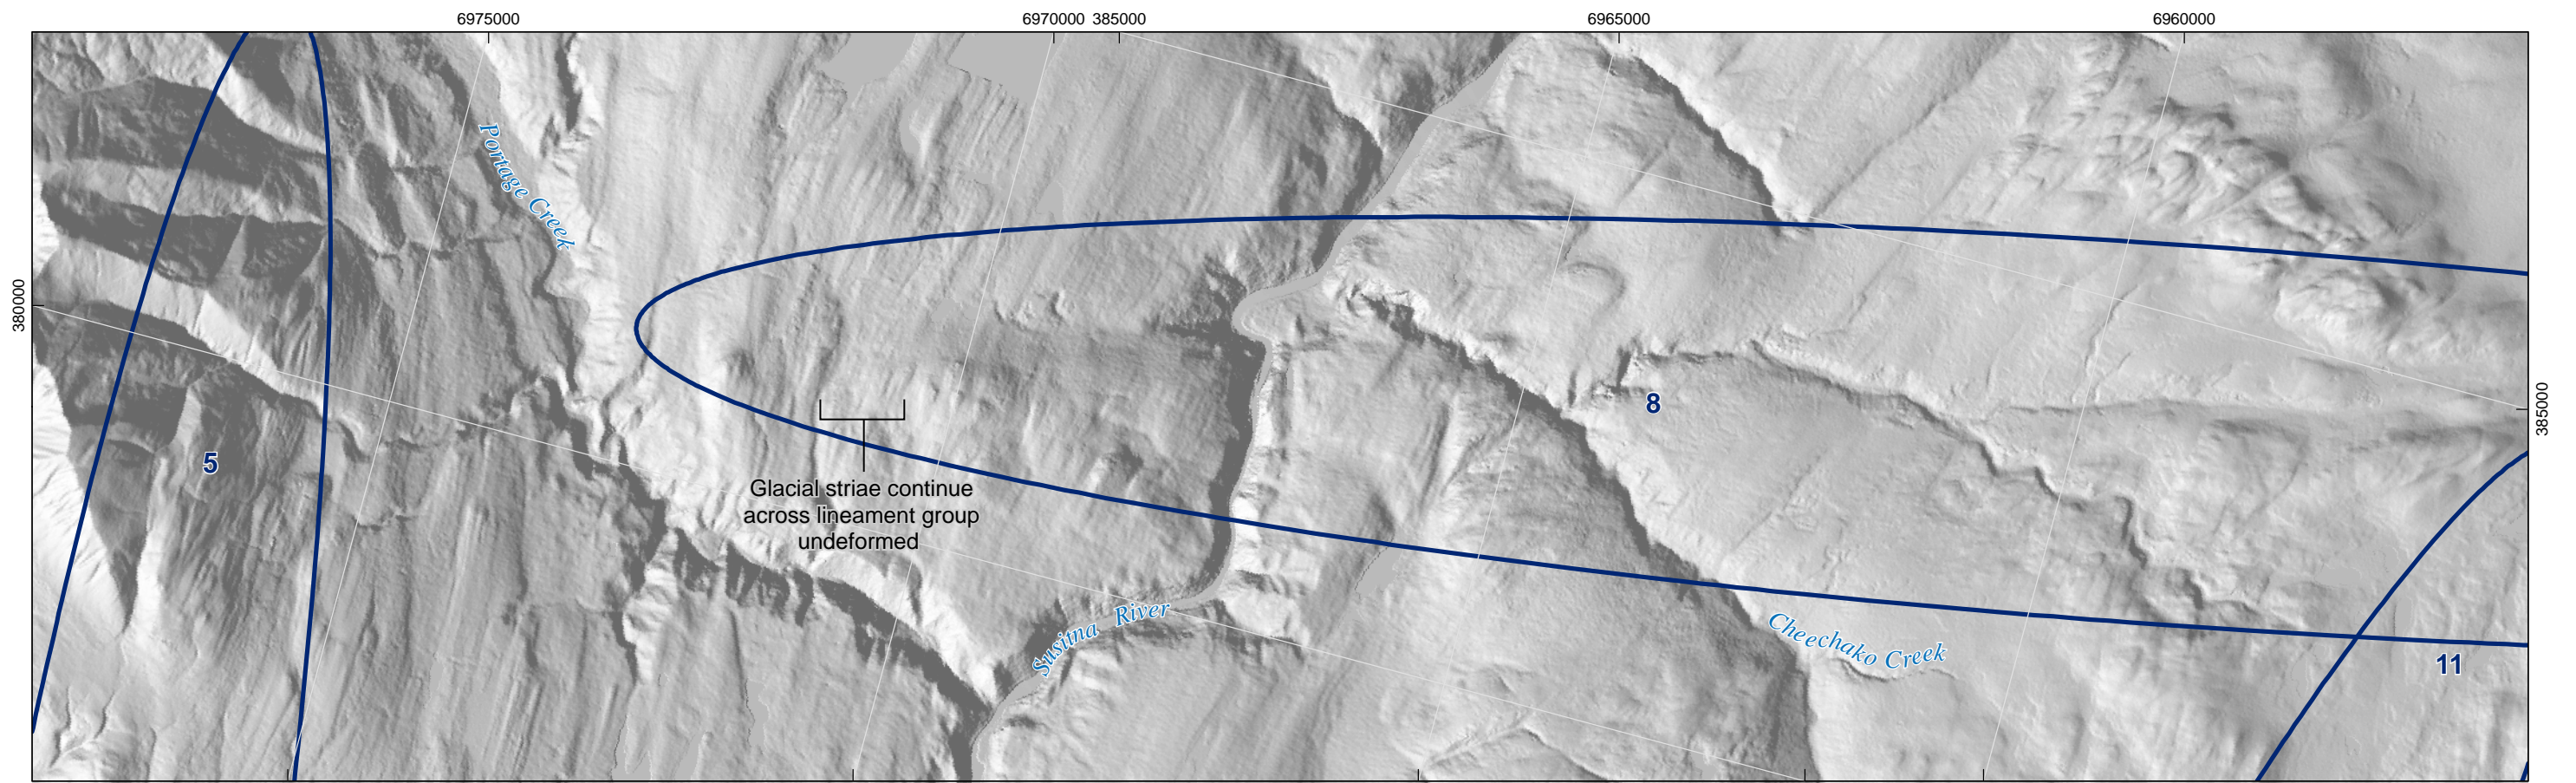 6975000
6970000 385000
6965000
6960000
Portage Creek
380000
385000
8
5
Glacial striae continue
across lineament group
undeformed
Susitna River
Cheechako Creek
11